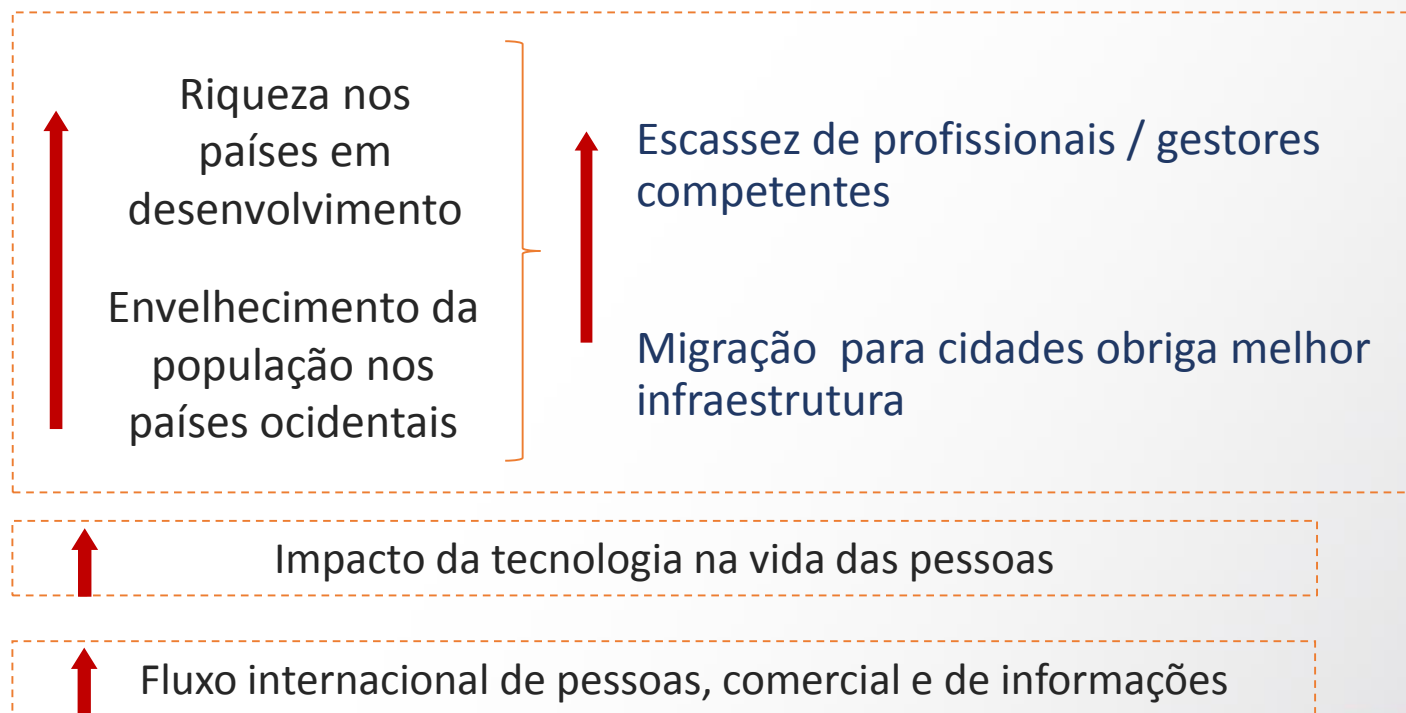 Riqueza nos
países em
desenvolvimento
Envelhecimento da
população nos
países ocidentais
Escassez de profissionais / gestores
competentes
Migração  para cidades obriga melhor
infraestrutura
Impacto da tecnologia na vida das pessoas
Fluxo internacional de pessoas, comercial e de informações